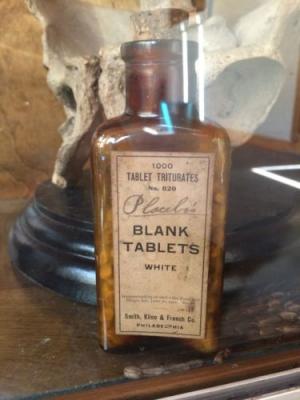 1000
TABLET TRITURATES
No. 820
Placebo's
BLANK
TABLETS
WHITE
Smith, Kline & French Co.
PHILADELPHIA